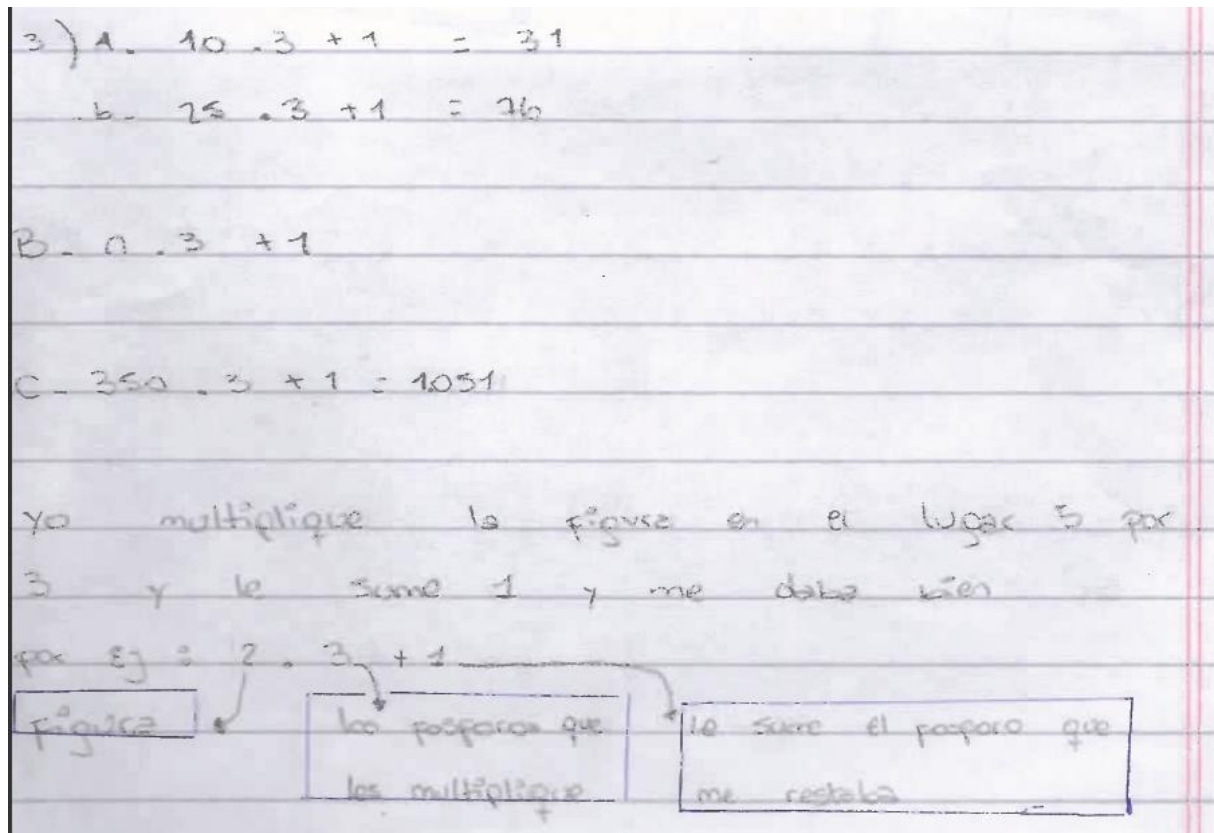 3) A. 10 . 3 + 1 = 31
.b- 25 . 3 + 1 = 76
B- n . 3 + 1
C- 350 . 3 + 1 = 1051
yo multiplique la figura en el lugar 5 por
3 y le sume 1 y me daba bien
por Ej : 2 . 3 + 1
figura los fosforos que le sume el fosforo que
les multiplique me restaba